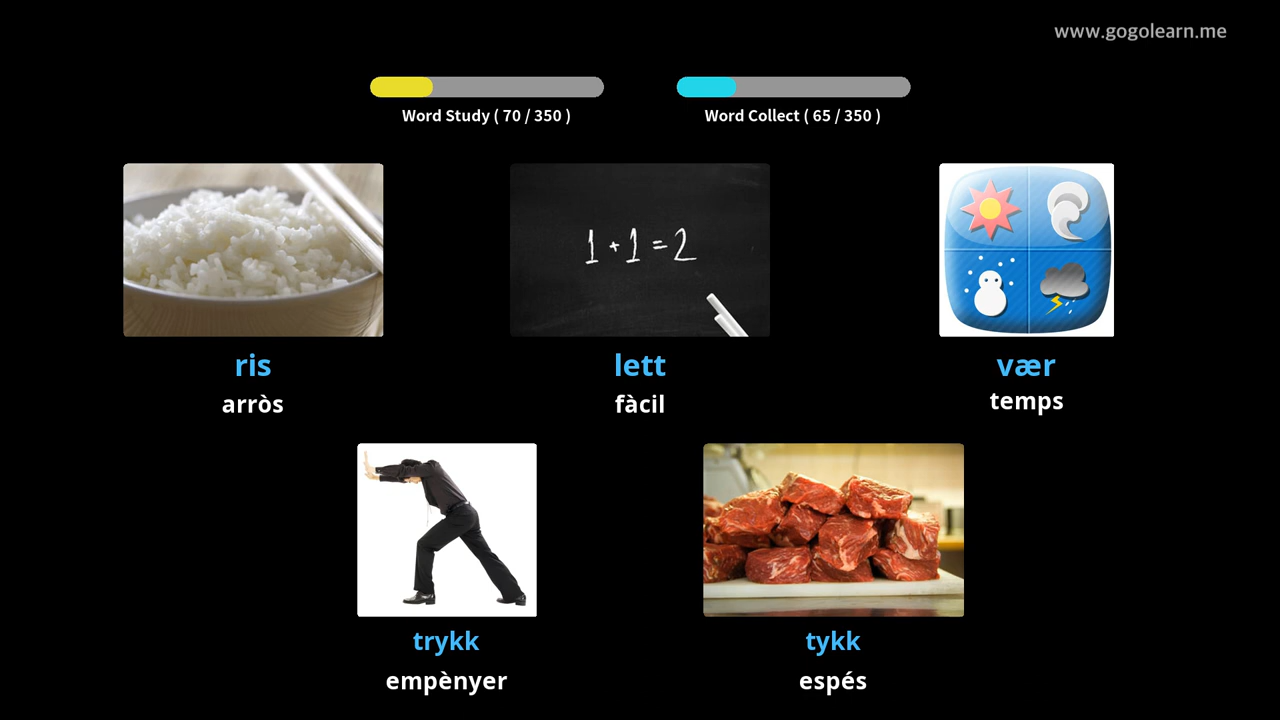 www.gogolearn.me
Word Study ( 70 / 350 )
Word Collect ( 65 / 350 )
1 + 1 = 2
ris
arròs
lett
fàcil
vær
temps
trykk
empènyer
tykk
espés